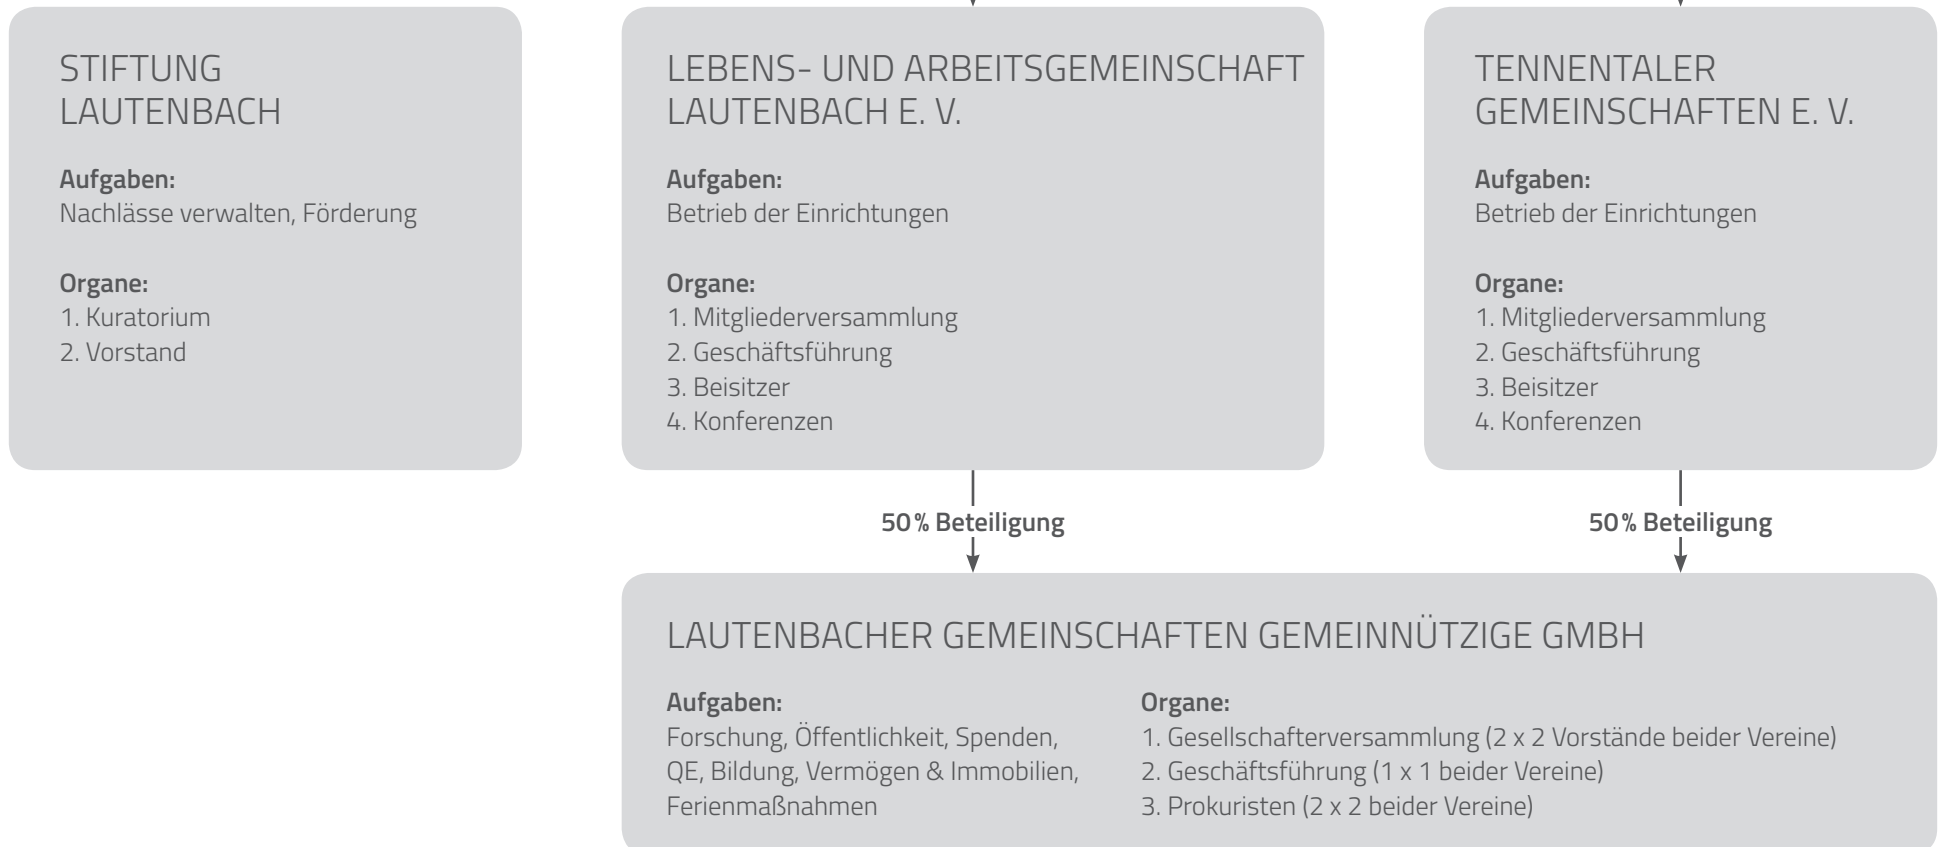 STIFTUNG
LAUTENBACH
Aufgaben:
Nachlässe verwalten, Förderung
Organe:
1. Kuratorium
2. Vorstand
LEBENS- UND ARBEITSGEMEINSCHAFT
LAUTENBACH E. V.
Aufgaben:
Betrieb der Einrichtungen
Organe:
1. Mitgliederversammlung
2. Geschäftsführung
3. Beisitzer
4. Konferenzen
TENNENTALER
GEMEINSCHAFTEN E. V.
Aufgaben:
Betrieb der Einrichtungen
Organe:
1. Mitgliederversammlung
2. Geschäftsführung
3. Beisitzer
4. Konferenzen
50 % Beteiligung
50 % Beteiligung
LAUTENBACHER GEMEINSCHAFTEN GEMEINNÜTZIGE GMBH
Aufgaben:
Forschung, Öffentlichkeit, Spenden,
QE, Bildung, Vermögen & Immobilien,
Ferienmaßnahmen
Organe:
1. Gesellschafterversammlung (2 x 2 Vorstände beider Vereine)
2. Geschäftsführung (1 x 1 beider Vereine)
3. Prokuristen (2 x 2 beider Vereine)